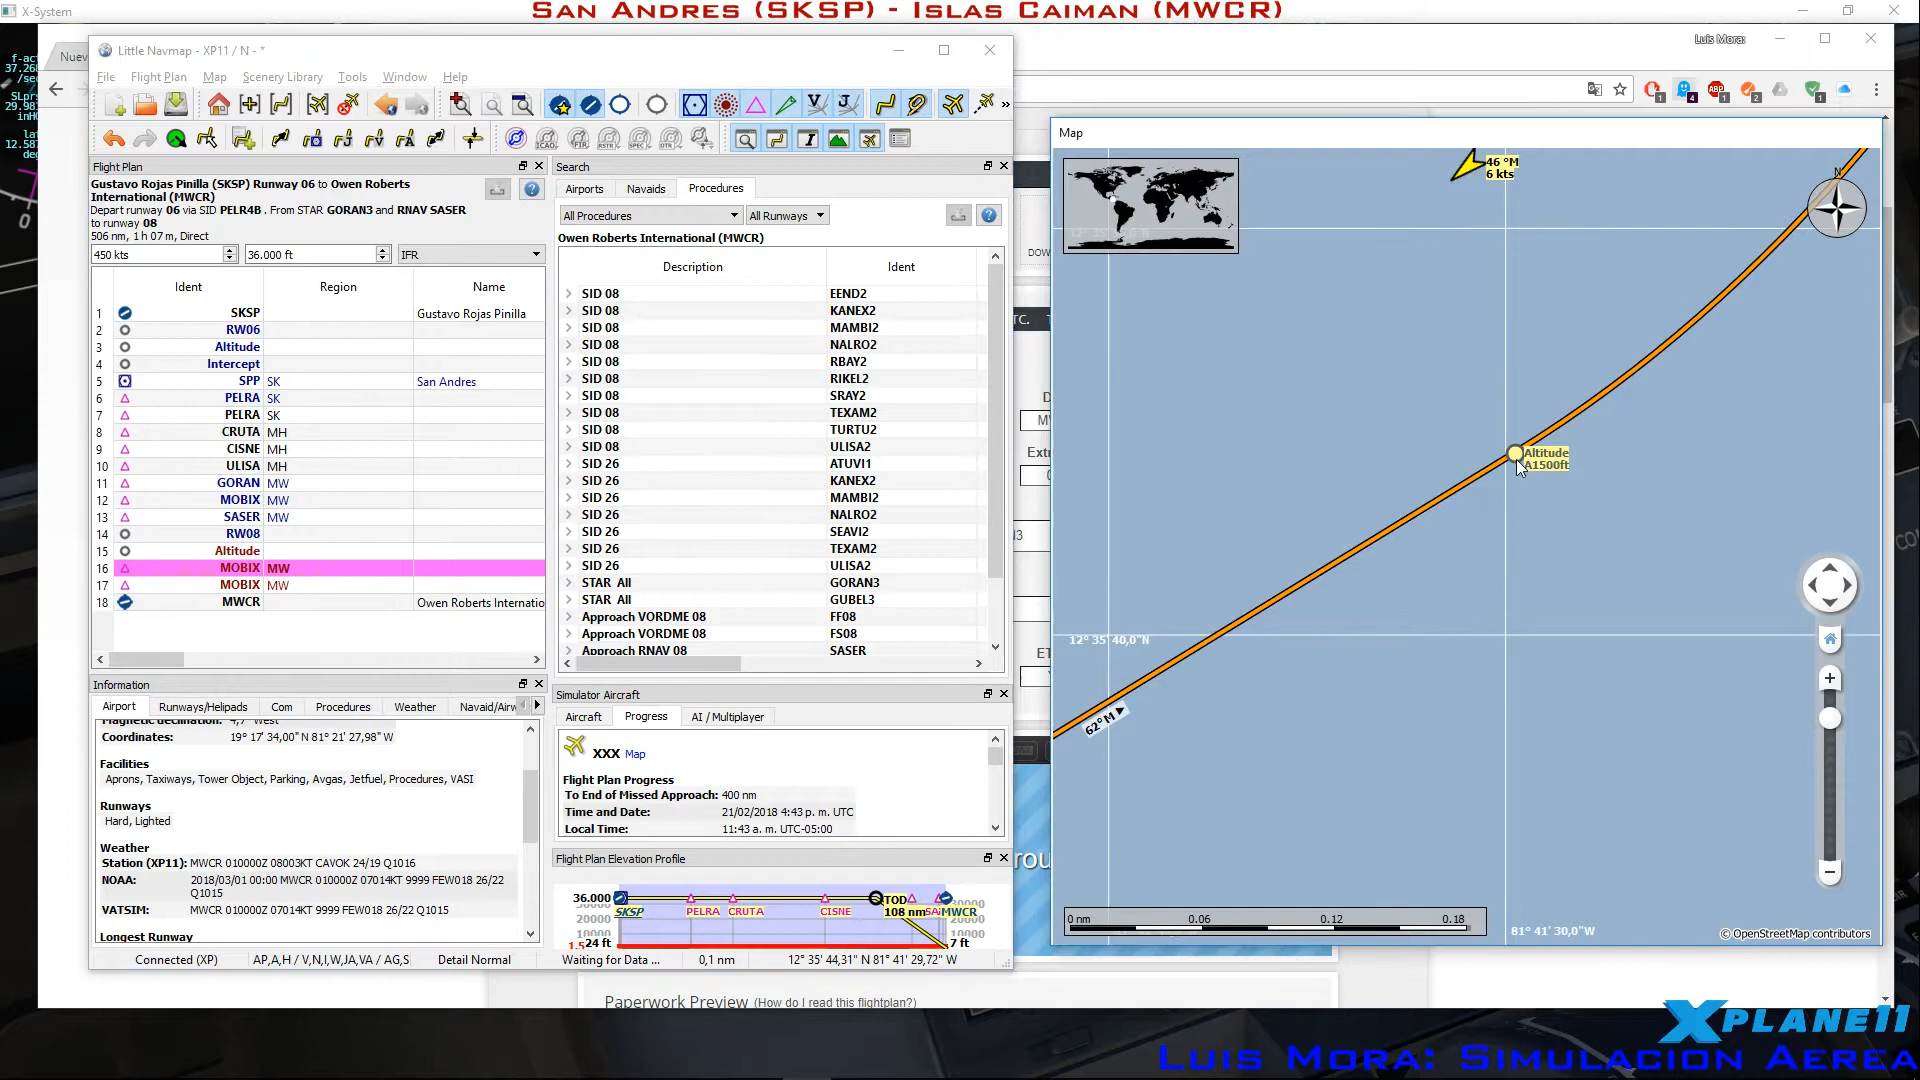 X-System
San Andres (SKSP) - Islas Caiman (MWCR)
Luis Mora:
Nuev
Little Navmap - XP11 / N - *
File Flight Plan Map Scenery Library Tools Window Help
Flight Plan
Gustavo Rojas Pinilla (SKSP) Runway 06 to Owen Roberts
International (MWCR)
Depart runway 06 via SID PELR4B . From STAR GORAN3 and RNAV SASER
to runway 08
506 nm, 1 h 07 m, Direct
450 kts 36.000 ft IFR
Ident Region Name
1 SKSP Gustavo Rojas Pinilla
2 RW06
3 Altitude
4 Intercept
5 SPP SK San Andres
6 PELRA SK
7 PELRA SK
8 CRUTA MH
9 CISNE MH
10 ULISA MH
11 GORAN MW
12 MOBIX MW
13 SASER MW
14 RW08
15 Altitude
16 MOBIX MW
17 MOBIX MW
18 MWCR Owen Roberts Internatio
Search
Airports Navaids Procedures
All Procedures All Runways
Owen Roberts International (MWCR)
Description Ident
SID 08 EEND2
SID 08 KANEX2
SID 08 MAMBI2
SID 08 NALRO2
SID 08 RBAY2
SID 08 RIKEL2
SID 08 SRAY2
SID 08 TEXAM2
SID 08 TURTU2
SID 08 ULISA2
SID 26 ATUVI1
SID 26 KANEX2
SID 26 MAMBI2
SID 26 NALRO2
SID 26 SEAVI2
SID 26 TEXAM2
SID 26 ULISA2
STAR All GORAN3
STAR All GUBEL3
Approach VORDME 08 FF08
Approach VORDME 08 FS08
Approach RNAV 08 SASER
Information
Airport Runways/Helipads Com Procedures Weather Navaid/Airw
Magnetic declination: 4,7° West
Coordinates: 19° 17' 34,00" N 81° 21' 27,98" W
Facilities
Aprons, Taxiways, Tower Object, Parking, Avgas, Jetfuel, Procedures, VASI
Runways
Hard, Lighted
Weather
Station (XP11): MWCR 010000Z 08003KT CAVOK 24/19 Q1016
NOAA: 2018/03/01 00:00 MWCR 010000Z 07014KT 9999 FEW018 26/22
Q1015
VATSIM: MWCR 010000Z 07014KT 9999 FEW018 26/22 Q1015
Longest Runway
Simulator Aircraft
Aircraft Progress AI / Multiplayer
XXX Map
Flight Plan Progress
To End of Missed Approach: 400 nm
Time and Date: 21/02/2018 4:43 p. m. UTC
Local Time: 11:43 a. m. UTC-05:00
Flight Plan Elevation Profile
36.000
SKSP PELRA CRUTA CISNE TOD
108 nm MWCR
20000
10000 10000
24 ft 7 ft
Connected (XP) AP,A,H / V,N,I,W,JA,VA / AG,S Detail Normal Waiting for Data ... 0,1 nm 12° 35' 44,31" N 81° 41' 29,72" W
Map
46 °M
6 kts
N
Altitude
A1500ft
12° 35' 40,0"N
62°M
0 nm 0.06 0.12 0.18
81° 41' 30,0"W
© OpenStreetMap contributors
Paperwork Preview (How do I read this flightplan?)
XPLANE11
Luis Mora: Simulacion Aerea